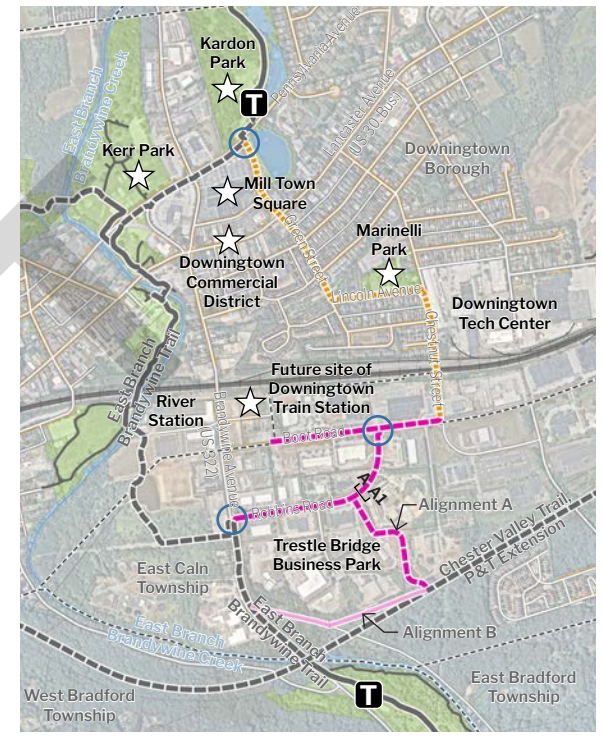 Kardon
Park
T
Pennsylvania Avenue
Lancaster Avenue
(US 30-Bus)
East Branch
Brandywine Creek
Kerr Park
Downingtown
Borough
Mill Town
Square
Marinelli
Park
Green Street
Downingtown
Commercial
District
Lincoln Avenue
Downingtown
Tech Center
Chestnut Street
East Branch
Brandywine Trail
Future site of
Downingtown
Train Station
River
Station
Brandywine Avenue
(US 322)
Boot Road
A, A1
Robbins Road
Alignment A
Trestle Bridge
Business Park
Chester Valley Trail,
P&T Extension
East Caln
Township
East Branch
Brandywine Trail
Alignment B
East Branch
Brandywine Creek
West Bradford
Township
T
East Bradford
Township